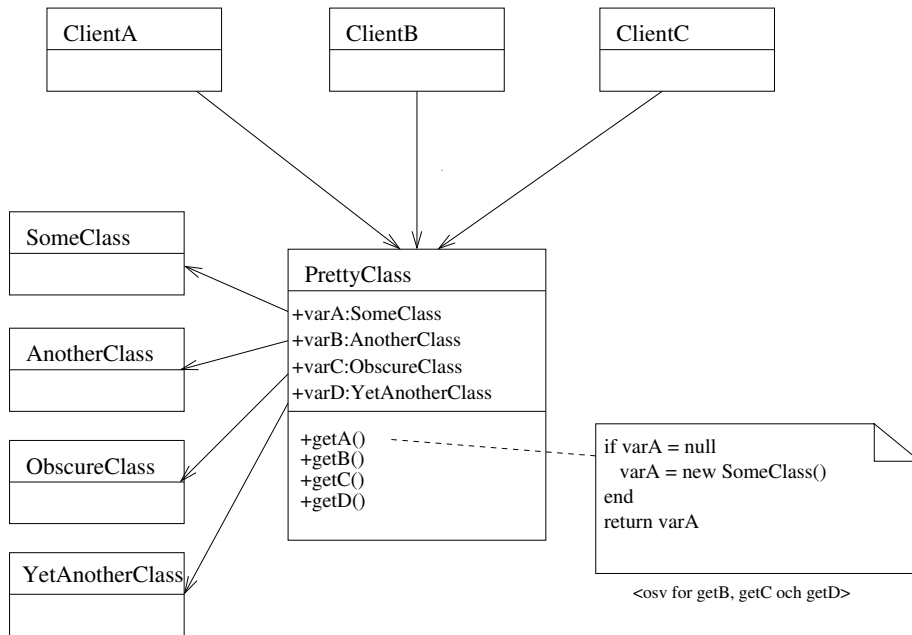 ClientA
ClientB
ClientC
SomeClass
AnotherClass
ObscureClass
YetAnotherClass
PrettyClass
+varA:SomeClass
+varB:AnotherClass
+varC:ObscureClass
+varD:YetAnotherClass
+getA()
+getB()
+getC()
+getD()
if varA = null
varA = new SomeClass()
end
return varA
<osv for getB, getC och getD>